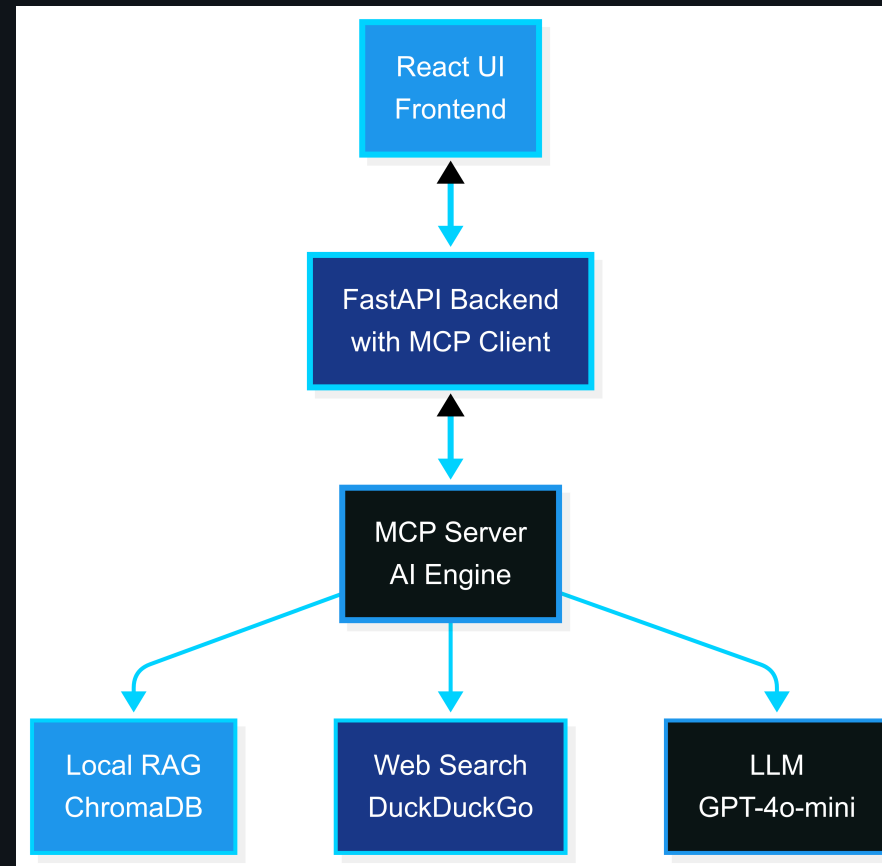 React UI
Frontend
FastAPI Backend
with MCP Client
MCP Server
AI Engine
Local RAG
ChromaDB
Web Search
DuckDuckGo
LLM
GPT-4o-mini